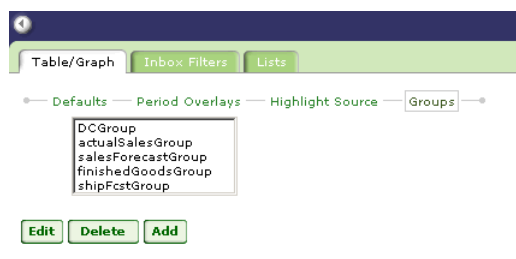 Table/Graph Inbox Filters Lists
Defaults Period Overlays Highlight Source Groups
DCGroup
actualSalesGroup
salesForecastGroup
finishedGoodsGroup
shipFcstGroup
Edit Delete Add